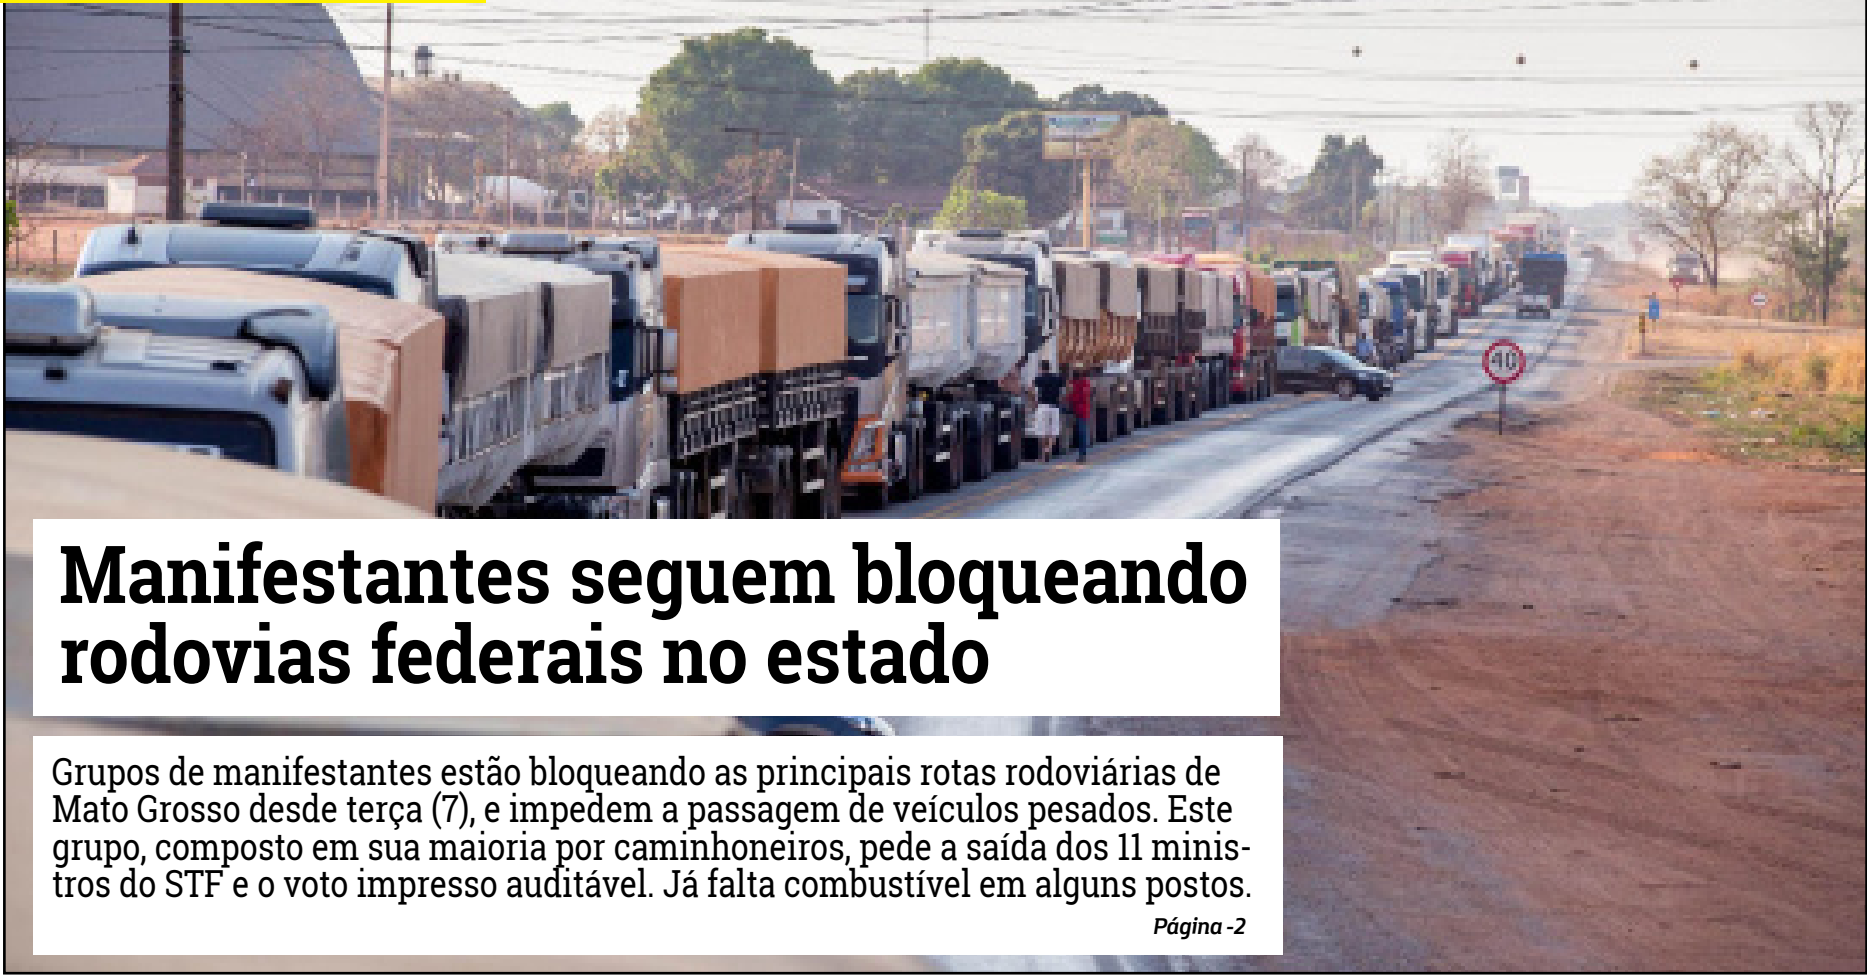 40
Manifestantes seguem bloqueando
rodovias federais no estado
Grupos de manifestantes estão bloqueando as principais rotas rodoviárias de
Mato Grosso desde terça (7), e impedem a passagem de veículos pesados. Este
grupo, composto em sua maioria por caminhoneiros, pede a saída dos 11 minis-
tros do STF e o voto impresso auditável. Já falta combustível em alguns postos.
Página -2